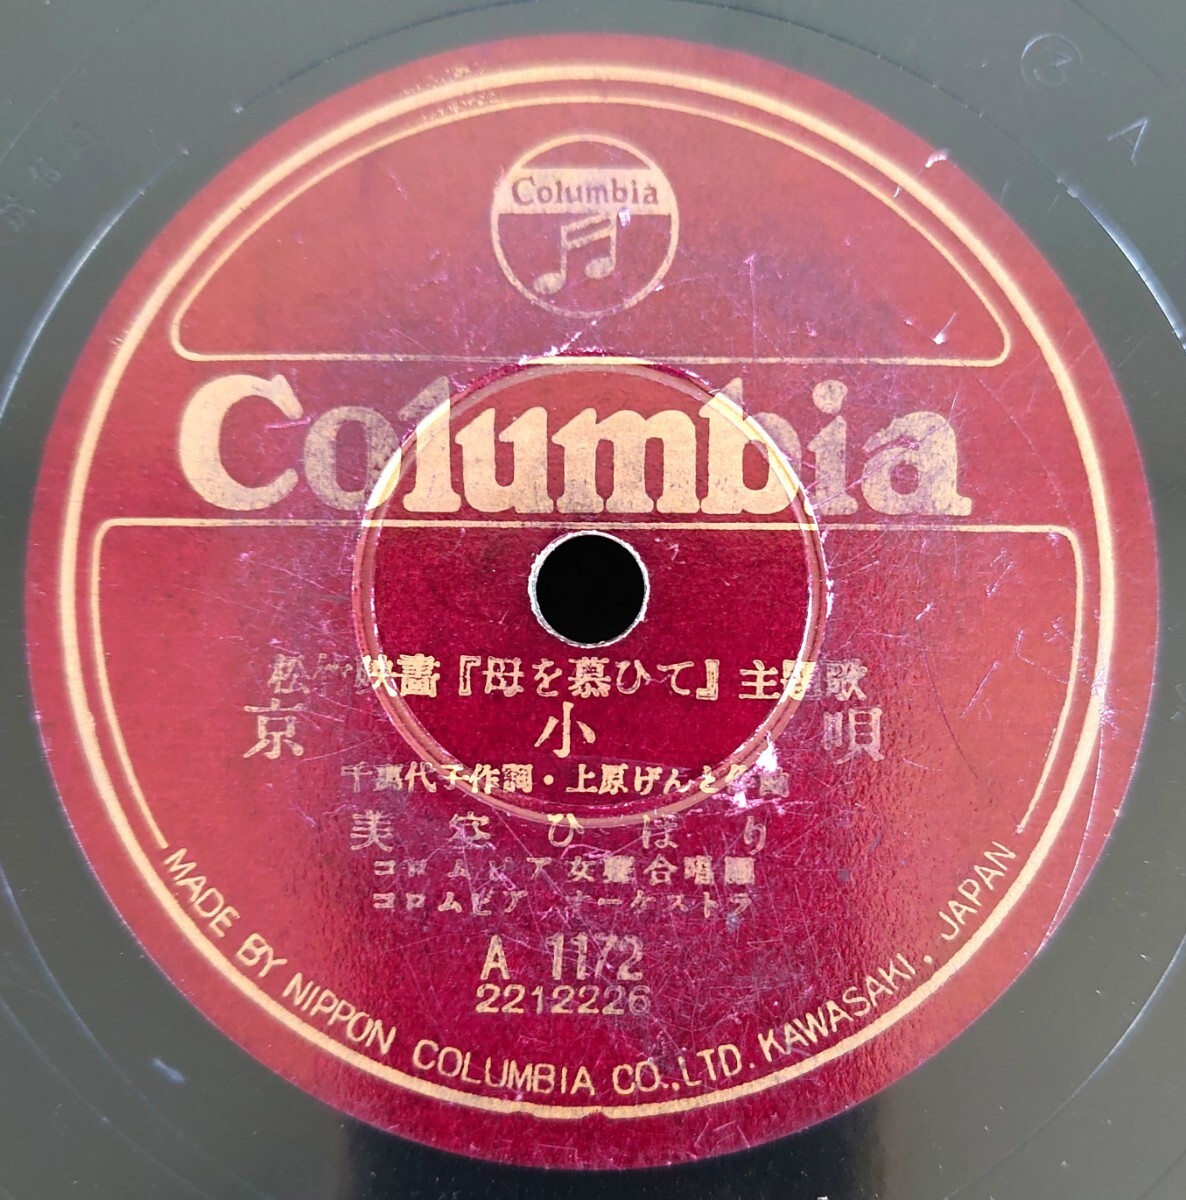 Columbia
Columbia
松竹映畵『母を慕ひて』主題歌
京小唄
千萬代子作詞・上原げんと作曲
美空ひばり
コロムビア女聲合唱團
コロムビア オーケストラ
A 1172
2212226
MADE BY NIPPON COLUMBIA CO., LTD. KAWASAKI, JAPAN
3
A